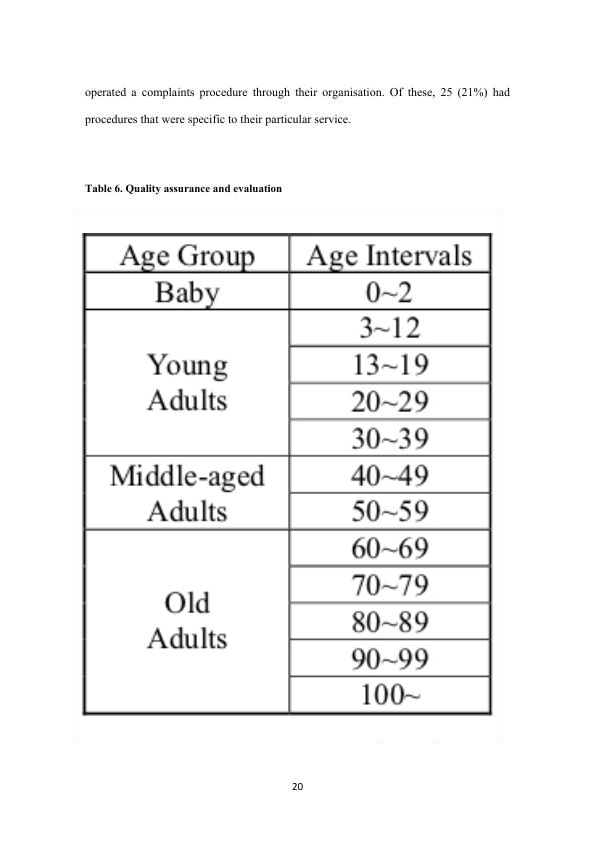 operated a complaints procedure through their organisation. Of these, 25 (21%) had
procedures that were specific to their particular service.
Table 6. Quality assurance and evaluation
Age Group Age Intervals
Baby 0~2
Young
Adults
3~12
13~19
20~29
30~39
Middle-aged
Adults
40~49
50~59
Old
Adults
60~69
70~79
80~89
90~99
100~
20